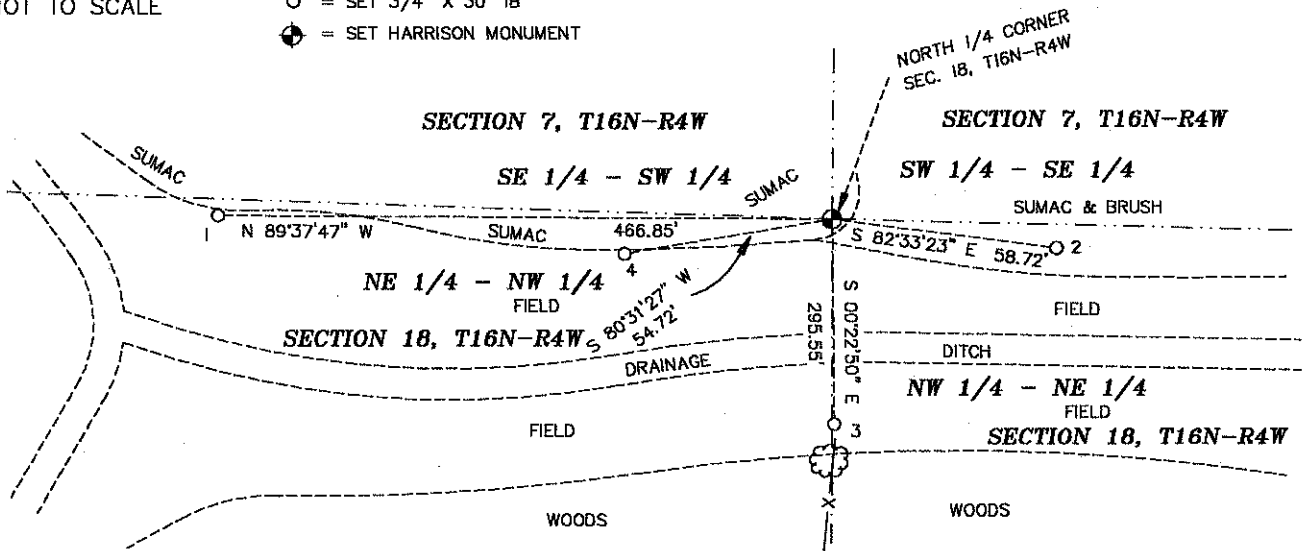 NOT TO SCALE
= SET 3/4" X 30" IB
= SET HARRISON MONUMENT
NORTH 1/4 CORNER
SEC. 18, T16N-R4W
SECTION 7, T16N-R4W
SECTION 7, T16N-R4W
SUMAC
SE 1/4 - SW 1/4
SUMAC
SW 1/4 - SE 1/4
SUMAC & BRUSH
1
N 89°37'47" W
SUMAC
466.85'
S 82°33'23" E 58.72'
2
4
NE 1/4 - NW 1/4
FIELD
S 80°31'27" W
54.72'
S 00°22'50" E
295.55
FIELD
SECTION 18, T16N-R4W
DRAINAGE
DITCH
NW 1/4 - NE 1/4
FIELD
FIELD
3
SECTION 18, T16N-R4W
X
WOODS
WOODS